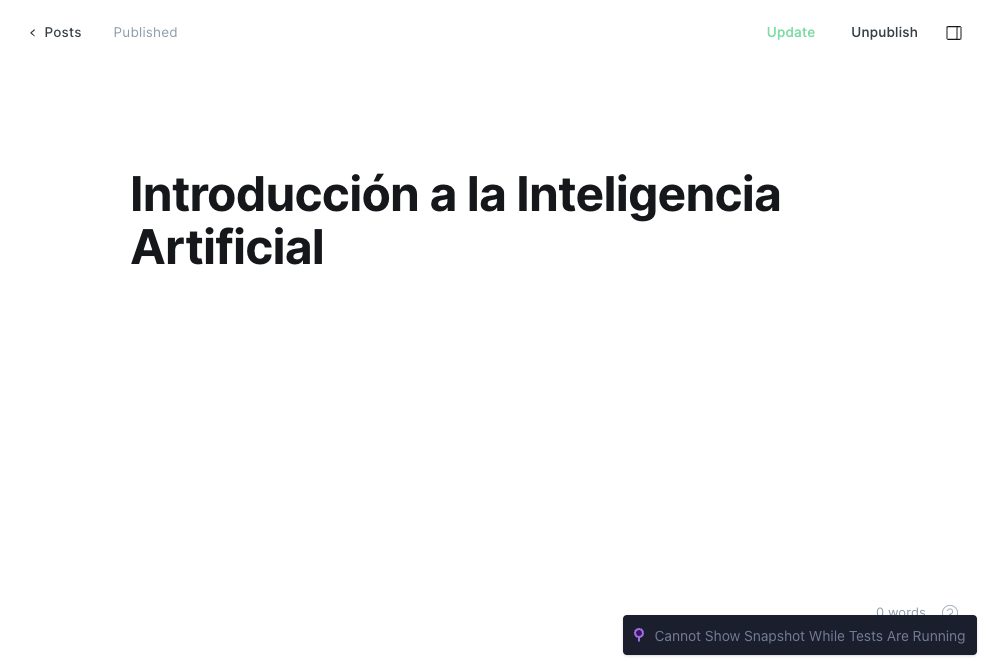 Posts
Published
Update
Unpublish
Introducción a la Inteligencia
Artificial
0 words
Cannot Show Snapshot While Tests Are Running